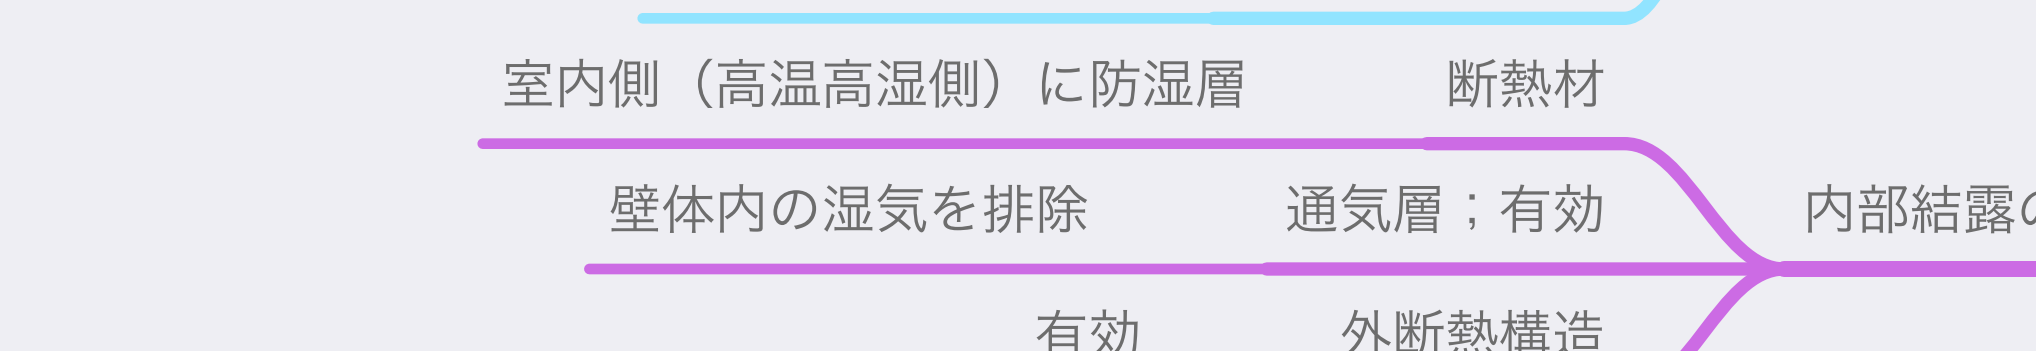 室内側（高温高湿側）に防湿層 断熱材
壁体内の湿気を排除 通気層；有効 内部結露の
有効 外断熱構造